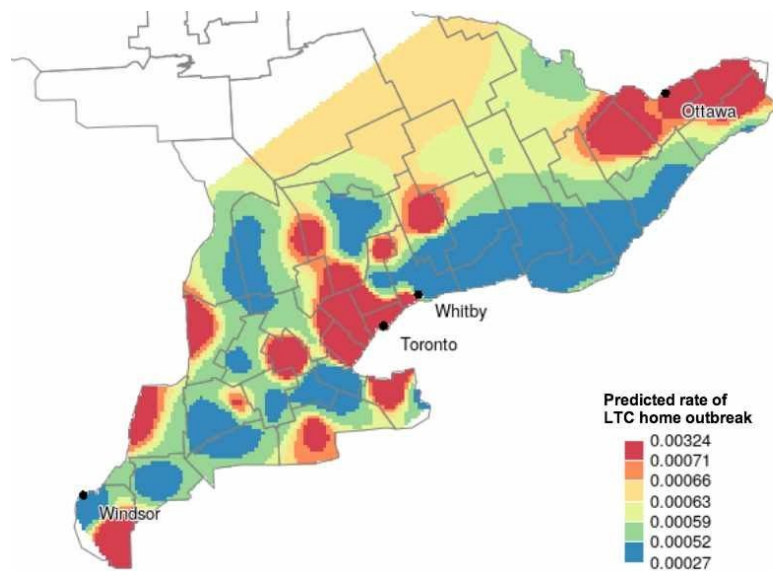 Ottawa
Whitby
Toronto
Predicted rate of
LTC home outbreak
0.00324
0.00071
0.00066
0.00063
0.00059
0.00052
0.00027
Windsor